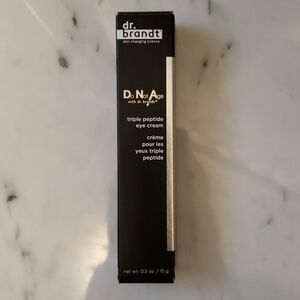 dr.
brandt
skin-changing science
Do Not Age
with dr. brandt®
triple peptide
eye cream
crème
pour les
yeux triple
peptide
net wt. 0.5 oz. / 15 g